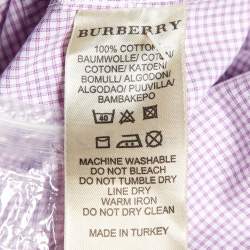 BURBERRY
100% COTTON/
BAUMWOLLE/ COTON/
COTONE/ KATOEN/
BOMULL/ ALGODON/
ALGODAO/ PUUVILLA/
BAMBAKEPO
40
MACHINE WASHABLE
DO NOT BLEACH
DO NOT TUMBLE DRY
LINE DRY
WARM IRON
DO NOT DRY CLEAN
MADE IN TURKEY